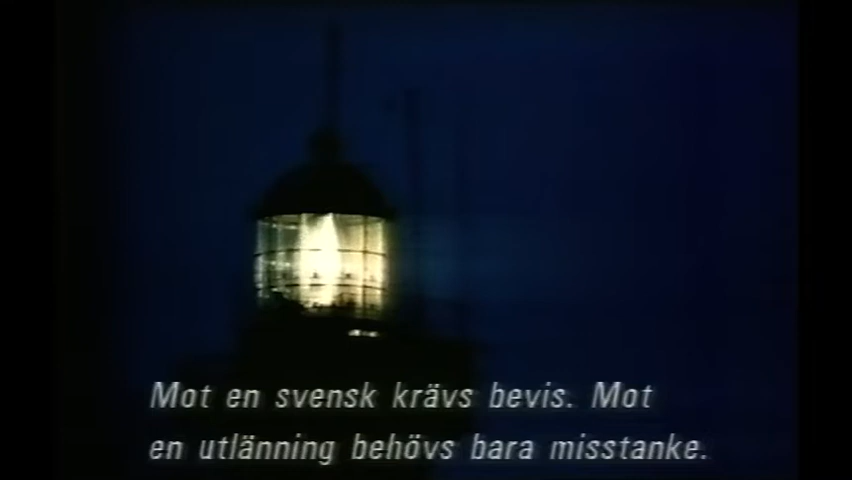 Mot en svensk krävs bevis. Mot
en utlänning behövs bara misstanke.